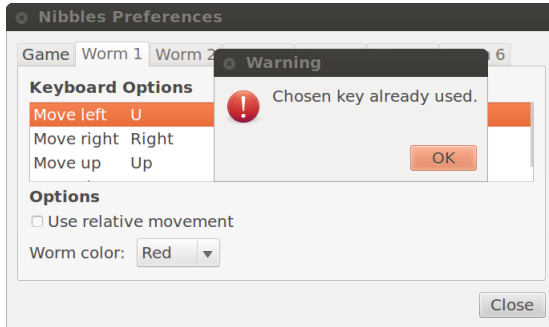 Nibbles Preferences
Game Worm 1 Worm 2 6
Warning
Chosen key already used.
OK
Keyboard Options
Move left U
Move right Right
Move up Up
Options
Use relative movement
Worm color: Red
Close